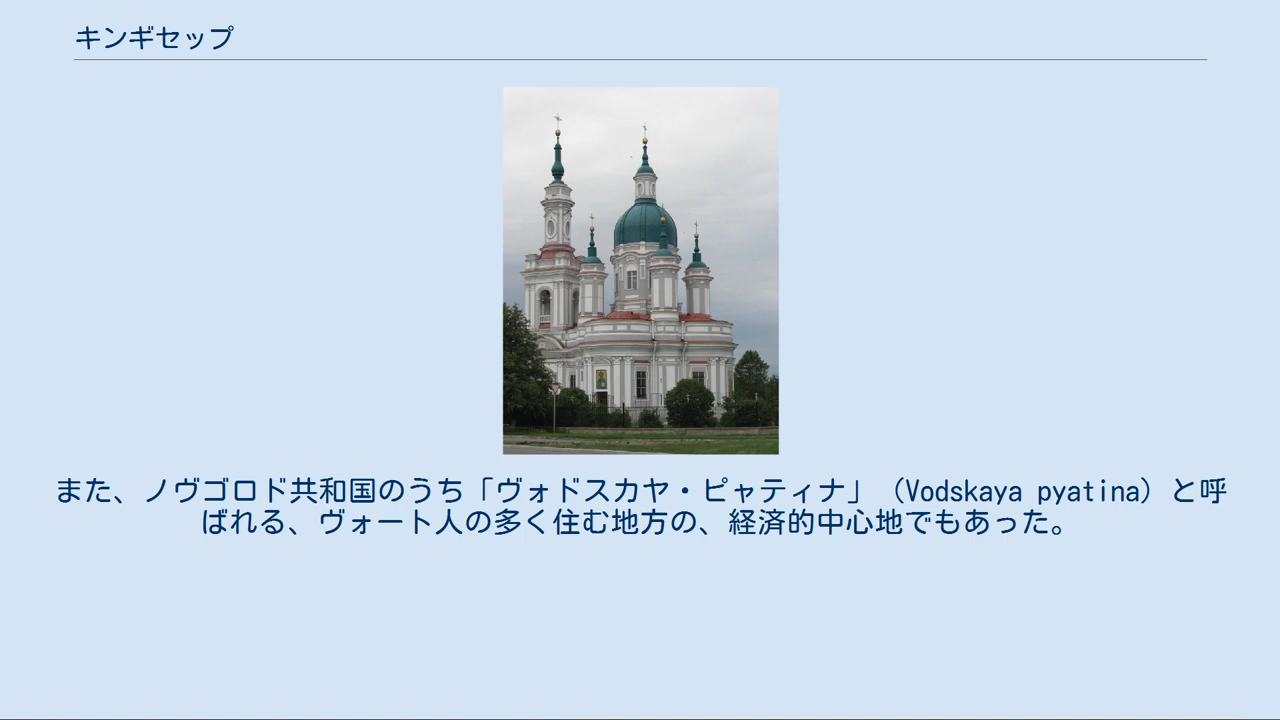 キンギセップ
また、ノヴゴロド共和国のうち「ヴォドスカヤ・ピャティナ」（Vodskaya pyatina）と呼
ばれる、ヴォート人の多く住む地方の、経済的中心地でもあった。